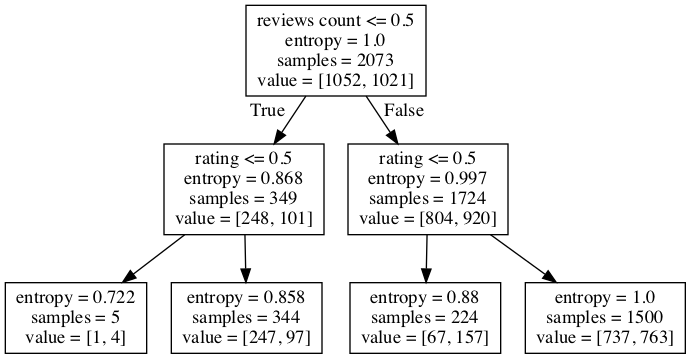 reviews count <= 0.5
entropy = 1.0
samples = 2073
value = [1052, 1021]
True
False
rating <= 0.5
entropy = 0.868
samples = 349
value = [248, 101]
rating <= 0.5
entropy = 0.997
samples = 1724
value = [804, 920]
entropy = 0.722
samples = 5
value = [1, 4]
entropy = 0.858
samples = 344
value = [247, 97]
entropy = 0.88
samples = 224
value = [67, 157]
entropy = 1.0
samples = 1500
value = [737, 763]